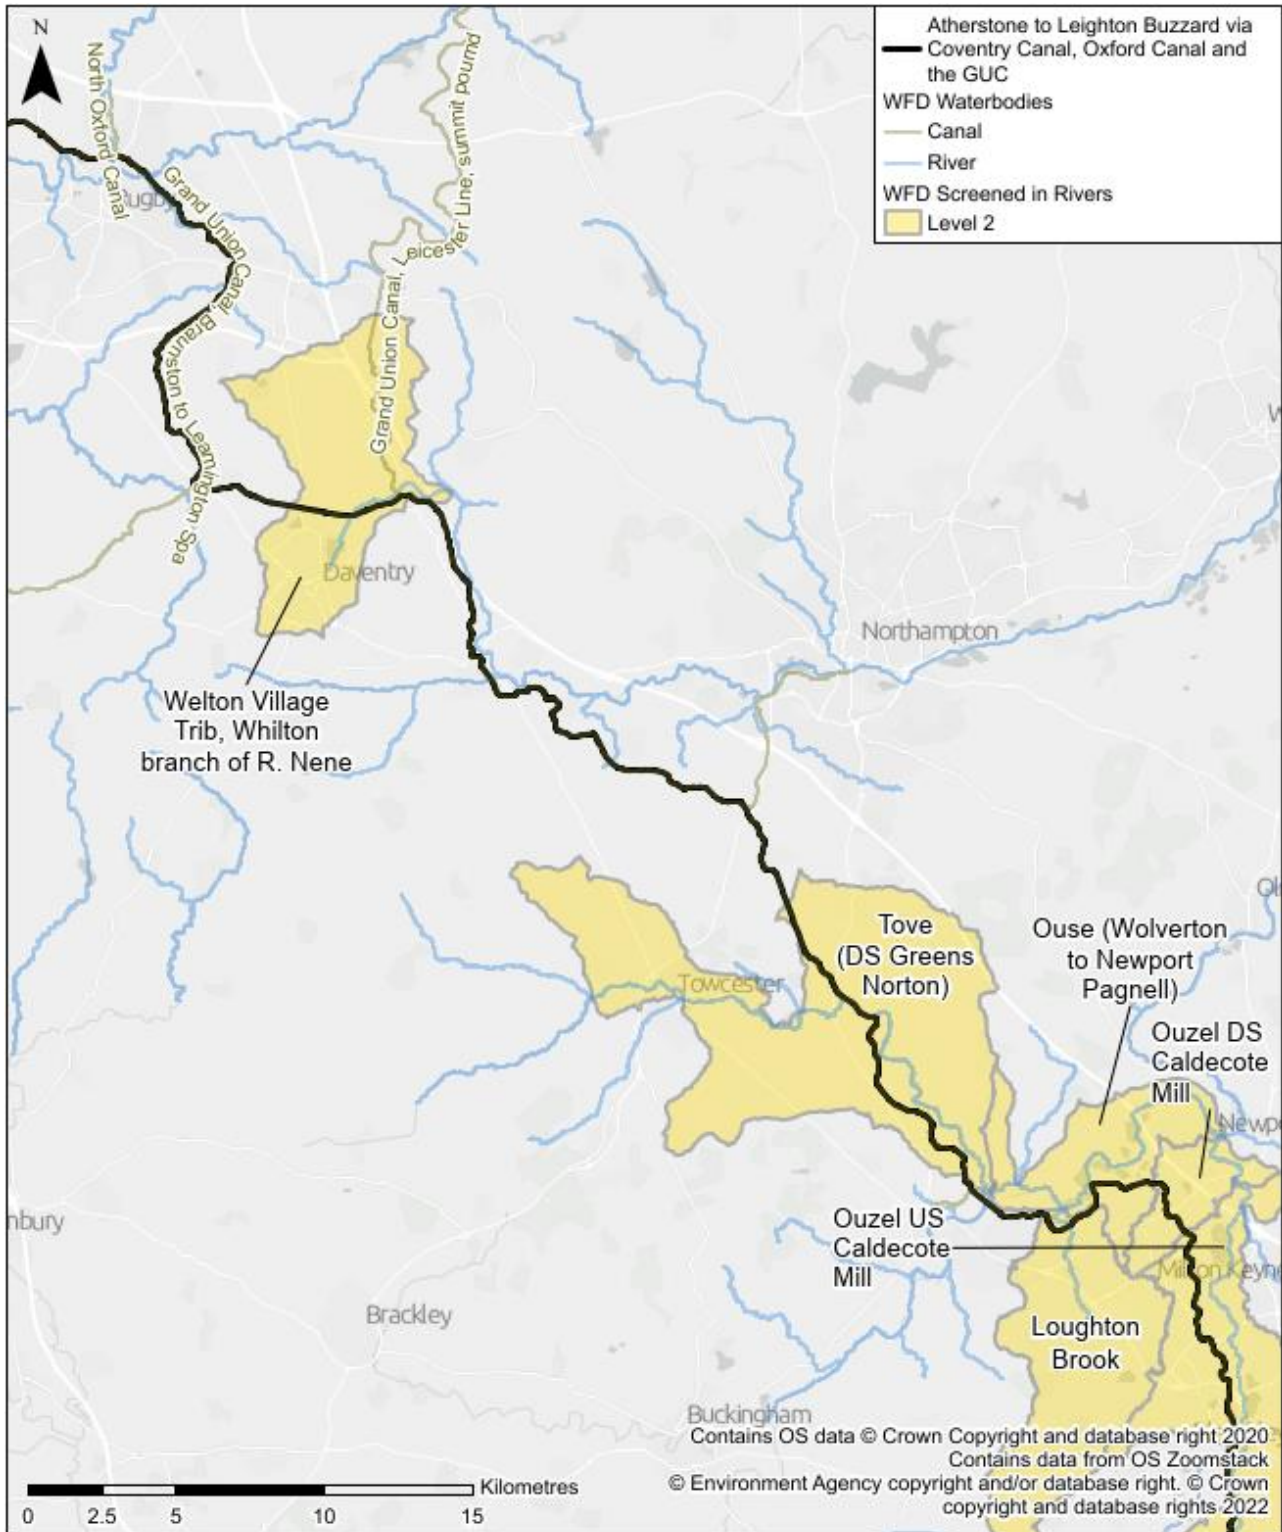 N
Atherstone to Leighton Buzzard via
Coventry Canal, Oxford Canal and
the GUC
WFD Waterbodies
Canal
River
WFD Screened in Rivers
Level 2
North Oxford Canal
Grand Union Canal, Braunston to Leamington Spa
Grand Union Canal, Leicester Line, summit pound
Rugby
Daventry
Northampton
Welton Village
Trib, Whilton
branch of R. Nene
Tove
(DS Greens
Norton)
Ouse (Wolverton
to Newport
Pagnell)
Towcester
Ouzel DS
Caldecote
Mill
Newp
Ouzel US
Caldecote
Mill
nbury
Milton Keyne
Brackley
Loughton
Brook
Buckingham
Contains OS data © Crown Copyright and database right 2020
Contains data from OS Zoomstack
© Environment Agency copyright and/or database right. © Crown
copyright and database rights 2022
Kilometres
0 2.5 5 10 15